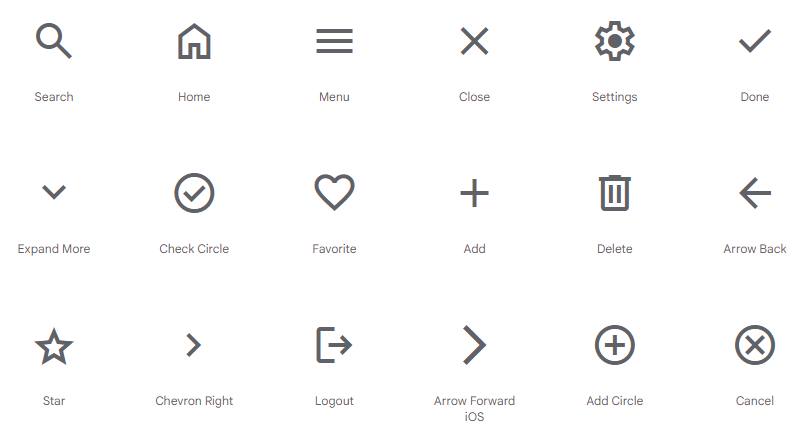 Search
Home
Menu
Close
Settings
Done
Expand More
Check Circle
Favorite
Add
Delete
Arrow Back
Star
Chevron Right
Logout
Arrow Forward
iOS
Add Circle
Cancel